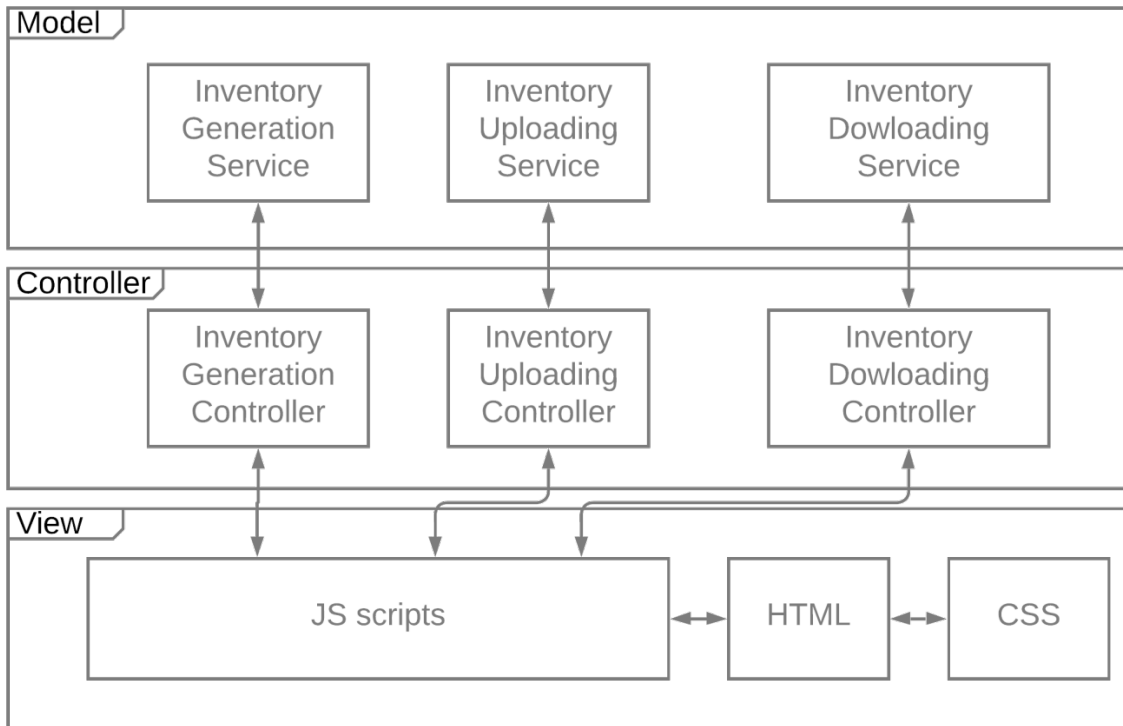 Model
Inventory
Generation
Service
Inventory
Uploading
Service
Inventory
Dowloading
Service
Controller
Inventory
Generation
Controller
Inventory
Uploading
Controller
Inventory
Dowloading
Controller
View
JS scripts
HTML
CSS